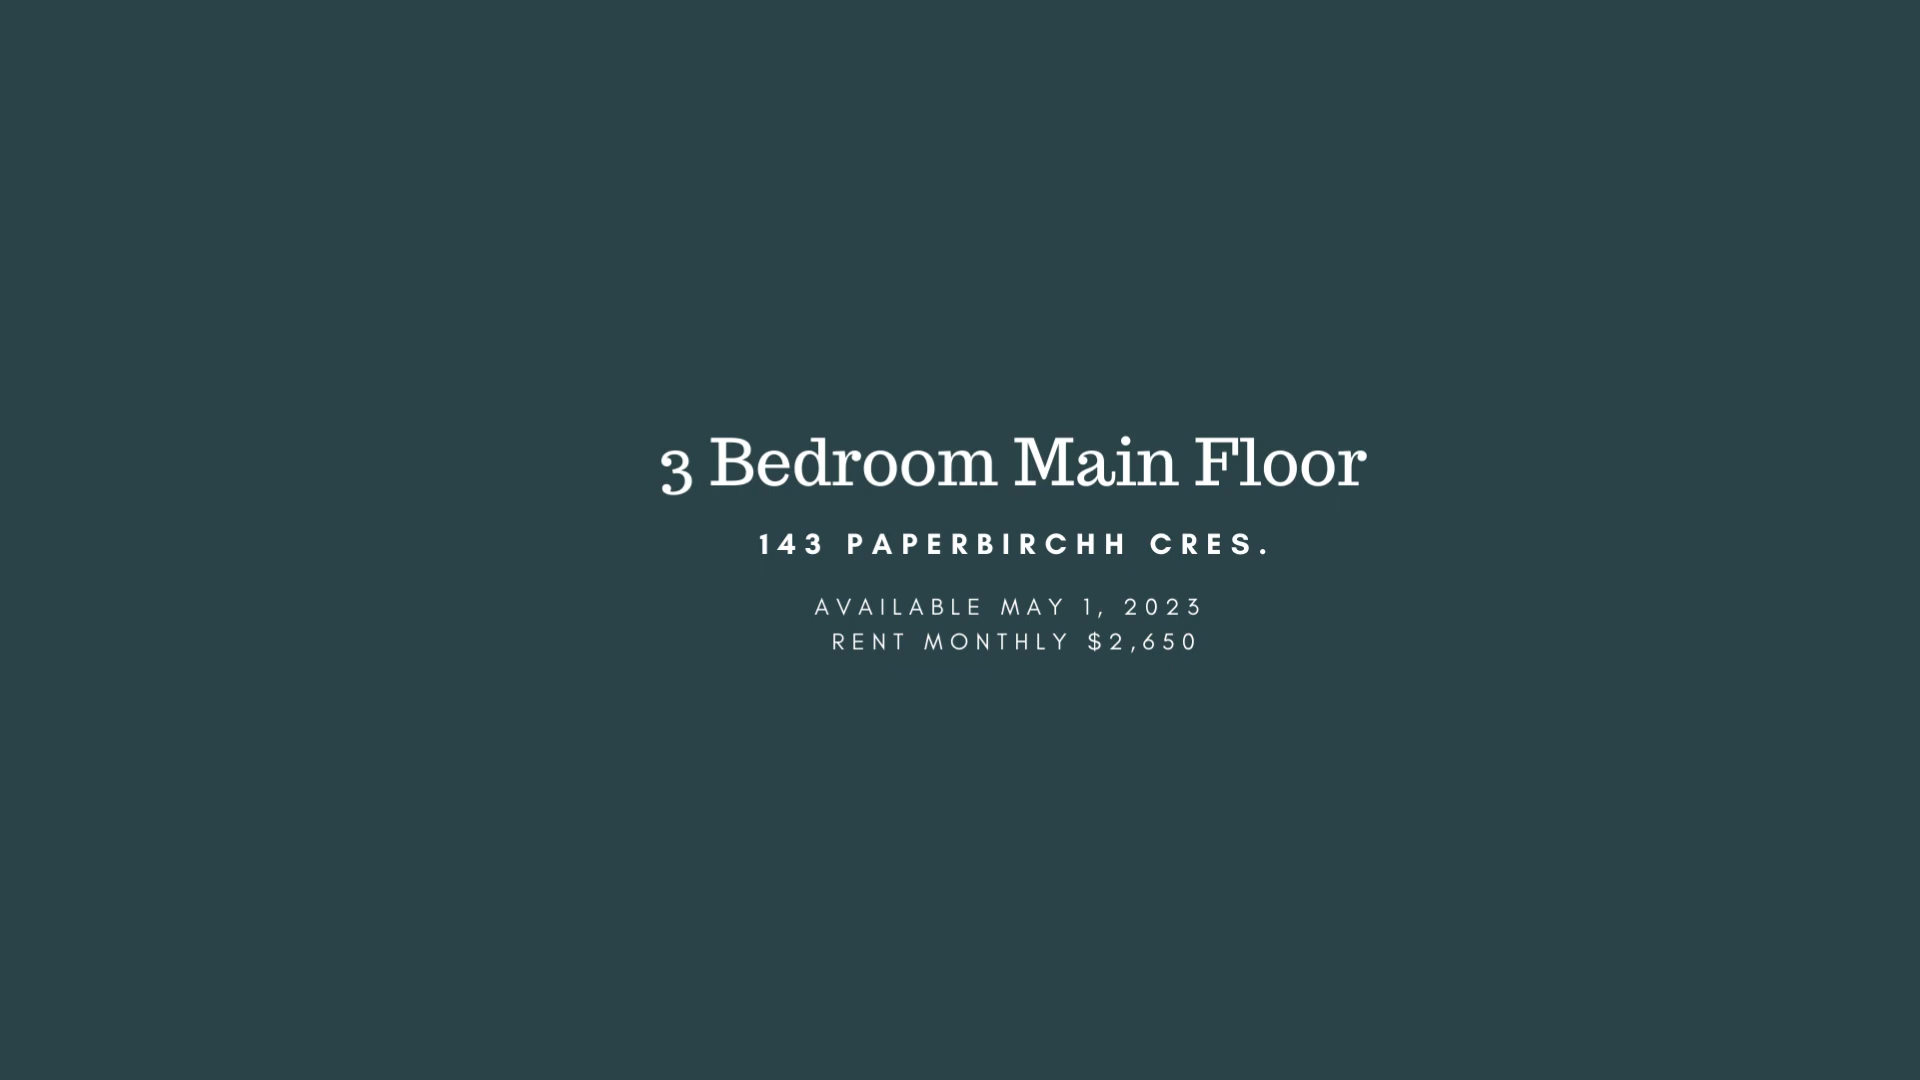 3 Bedroom Main Floor
143 PAPERBIRCHH CRES.
AVAILABLE MAY 1, 2023
RENT MONTHLY $2,650